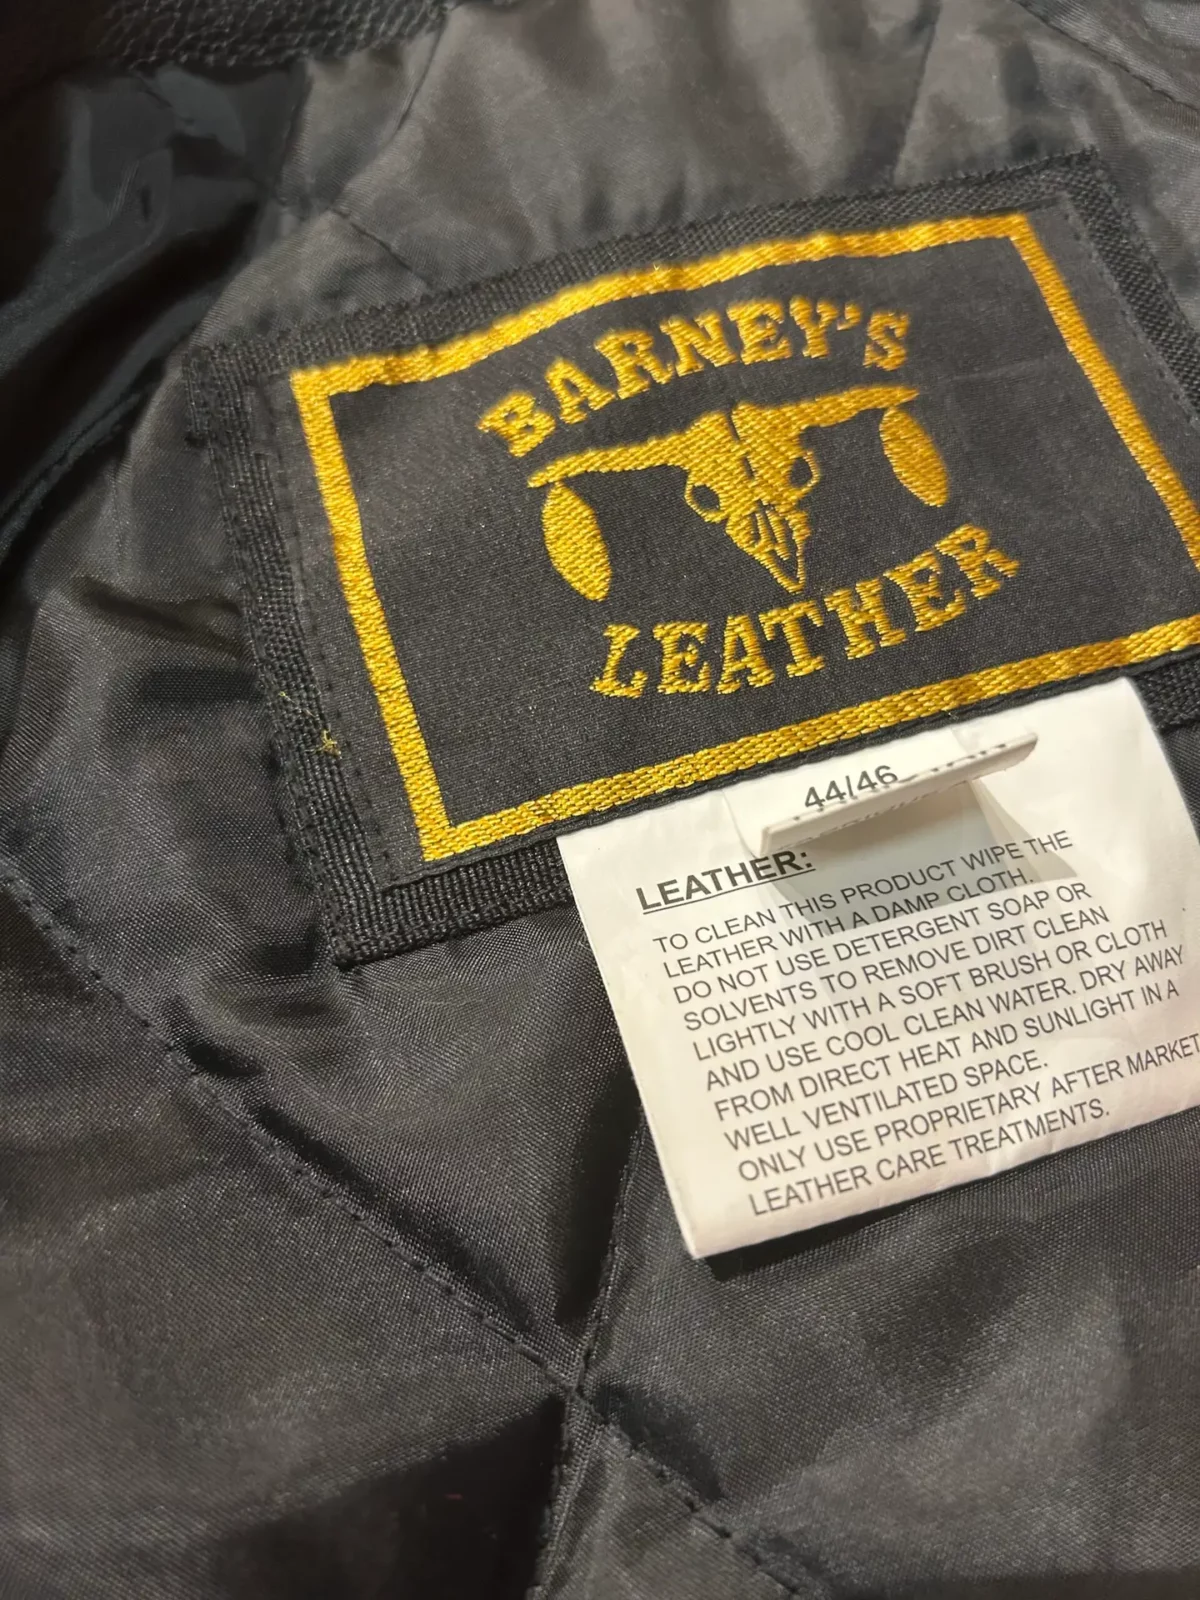 BARNEY'S
LEATHER
44/46
LEATHER:
TO CLEAN THIS PRODUCT WIPE THE
LEATHER WITH A DAMP CLOTH.
DO NOT USE DETERGENT SOAP OR
SOLVENTS TO REMOVE DIRT CLEAN
LIGHTLY WITH A SOFT BRUSH OR CLOTH
AND USE COOL CLEAN WATER. DRY AWAY
FROM DIRECT HEAT AND SUNLIGHT IN A
WELL VENTILATED SPACE.
ONLY USE PROPRIETARY AFTER MARKET
LEATHER CARE TREATMENTS.